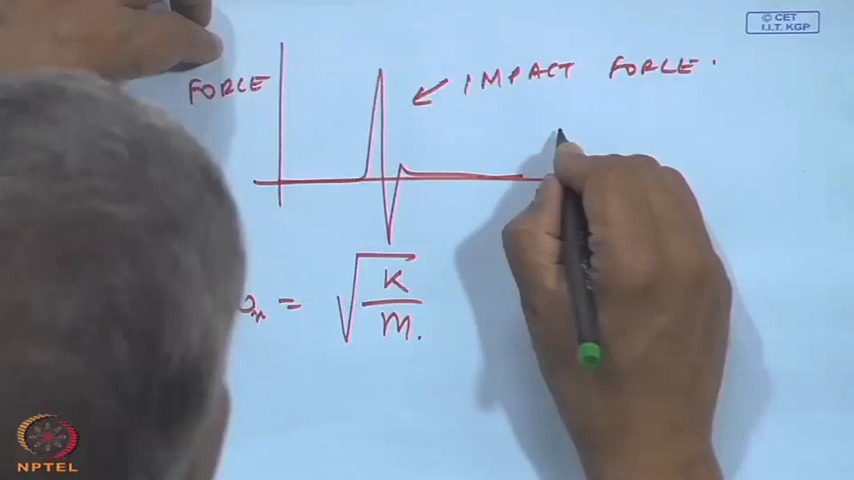 © CET
I.I.T. KGP
FORCE
IMPACT FORCE.
= √K/m.
NPTEL